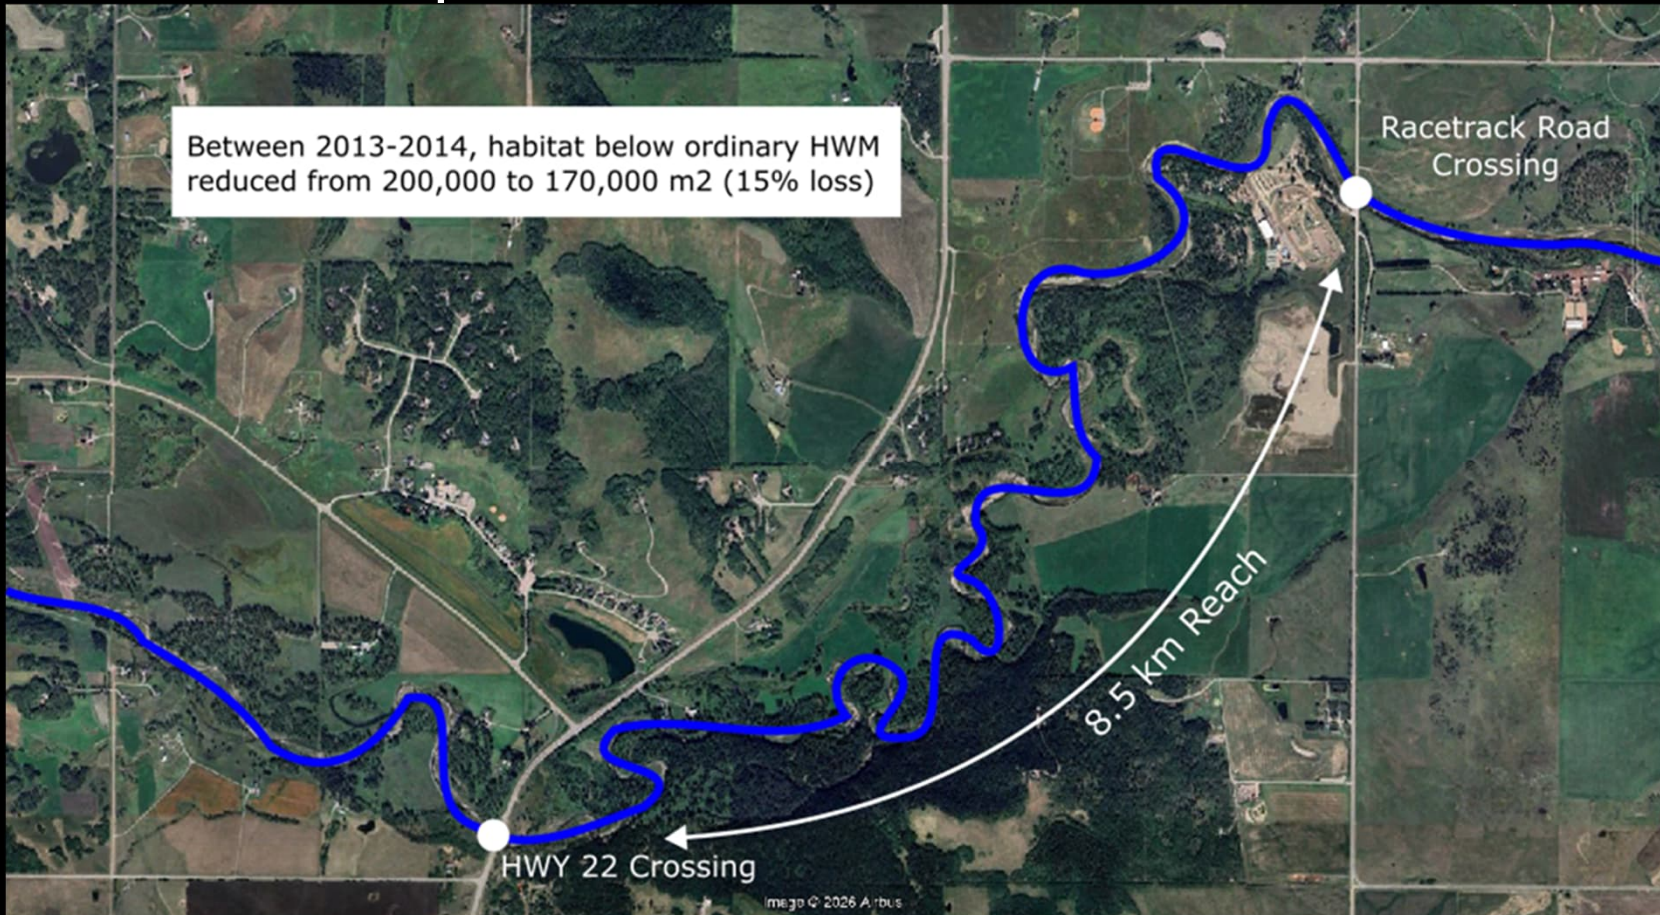 Between 2013-2014, habitat below ordinary HWM
reduced from 200,000 to 170,000 m2 (15% loss)
Racetrack Road
Crossing
8.5 km Reach
HWY 22 Crossing
Image © 2026 Airbus